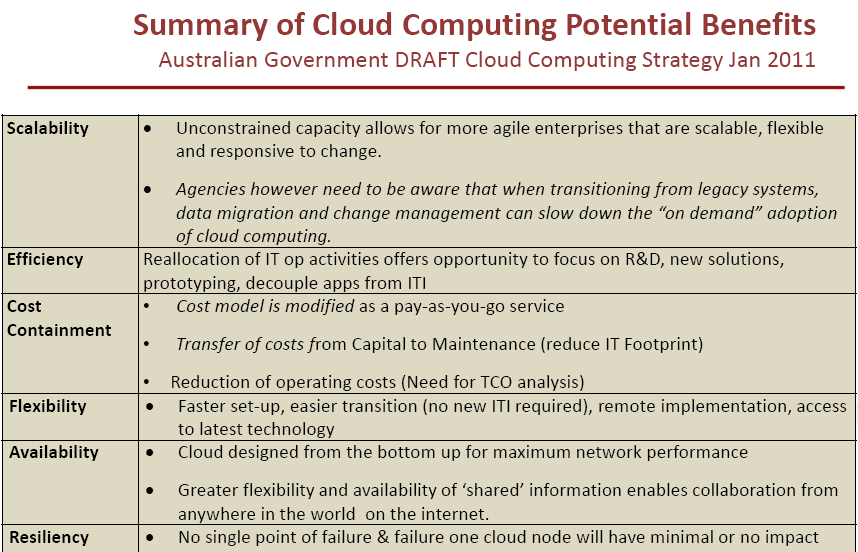 Summary of Cloud Computing Potential Benefits
Australian Government DRAFT Cloud Computing Strategy Jan 2011
Scalability
• Unconstrained capacity allows for more agile enterprises that are scalable, flexible
and responsive to change.
• Agencies however need to be aware that when transitioning from legacy systems,
data migration and change management can slow down the “on demand” adoption
of cloud computing.
Efficiency
Reallocation of IT op activities offers opportunity to focus on R&D, new solutions,
prototyping, decouple apps from ITI
Cost
Containment
• Cost model is modified as a pay-as-you-go service
• Transfer of costs from Capital to Maintenance (reduce IT Footprint)
• Reduction of operating costs (Need for TCO analysis)
Flexibility
• Faster set-up, easier transition (no new ITI required), remote implementation, access
to latest technology
Availability
• Cloud designed from the bottom up for maximum network performance
• Greater flexibility and availability of ‘shared’ information enables collaboration from
anywhere in the world on the internet.
Resiliency
• No single point of failure & failure one cloud node will have minimal or no impact